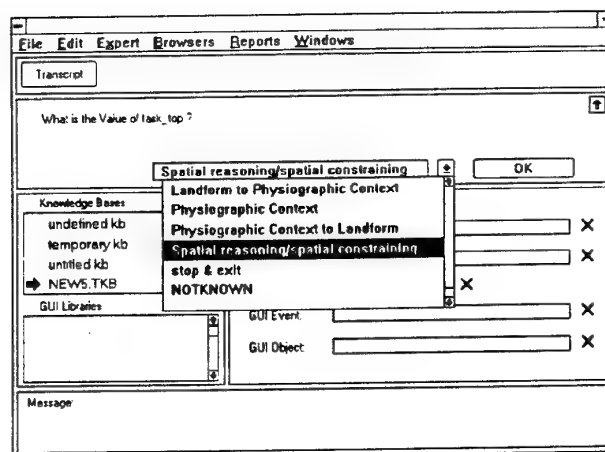 File Edit Expert Browsers Reports Windows
Transcript
What is the Value of task_top ?
Spatial reasoning/spatial constraining
OK
Landform to Physiographic Context
Physiographic Context
Physiographic Context to Landform
Spatial reasoning/spatial constraining
stop & exit
NOTKNOWN
Knowledge Bases
undefined kb
temporary kb
untitled kb
NEW5.TKB
GUI Libraries
GUI Event:
GUI Object:
Message: